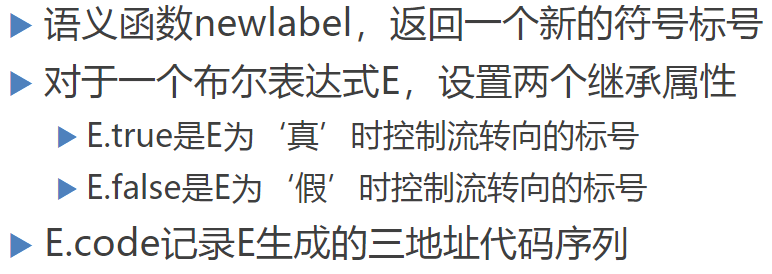 语义函数newlabel，返回一个新的符号标号
对于一个布尔表达式E，设置两个继承属性
E.true是E为‘真’时控制流转向的标号
E.false是E为‘假’时控制流转向的标号
E.code记录E生成的三地址代码序列